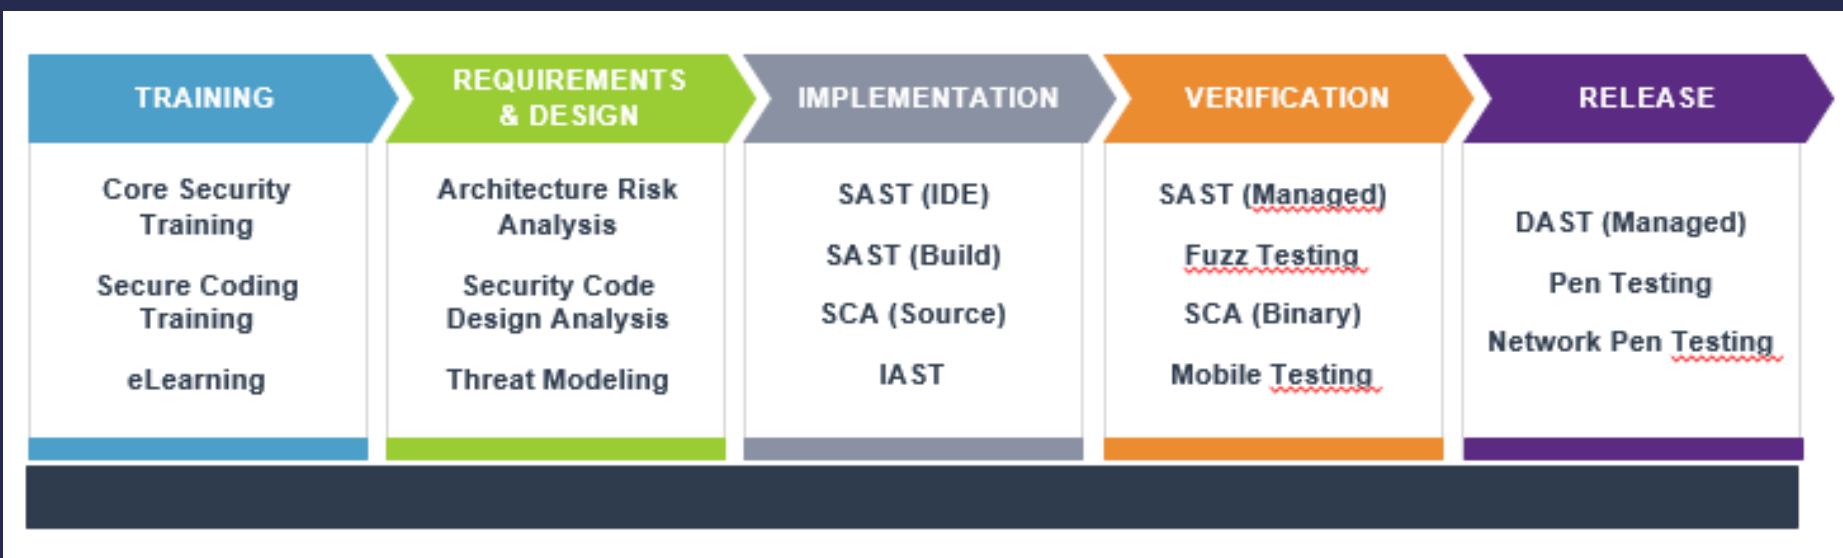 TRAINING
REQUIREMENTS
& DESIGN
IMPLEMENTATION
VERIFICATION
RELEASE
Core Security
Training
Secure Coding
Training
eLearning
Architecture Risk
Analysis
Security Code
Design Analysis
Threat Modeling
SAST (IDE)
SAST (Build)
SCA (Source)
IAST
SAST (Managed)
Fuzz Testing
SCA (Binary)
Mobile Testing
DAST (Managed)
Pen Testing
Network Pen Testing